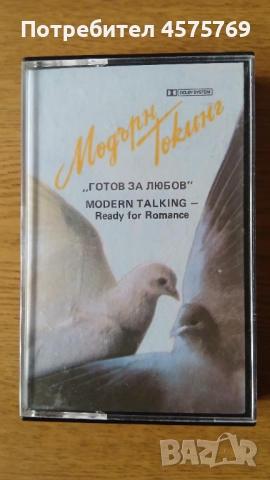 Потребител 4575769
DOLBY SYSTEM
Модърн
Токинг
„ГОТОВ ЗА ЛЮБОВ"
MODERN TALKING –
Ready for Romance
BAZAR